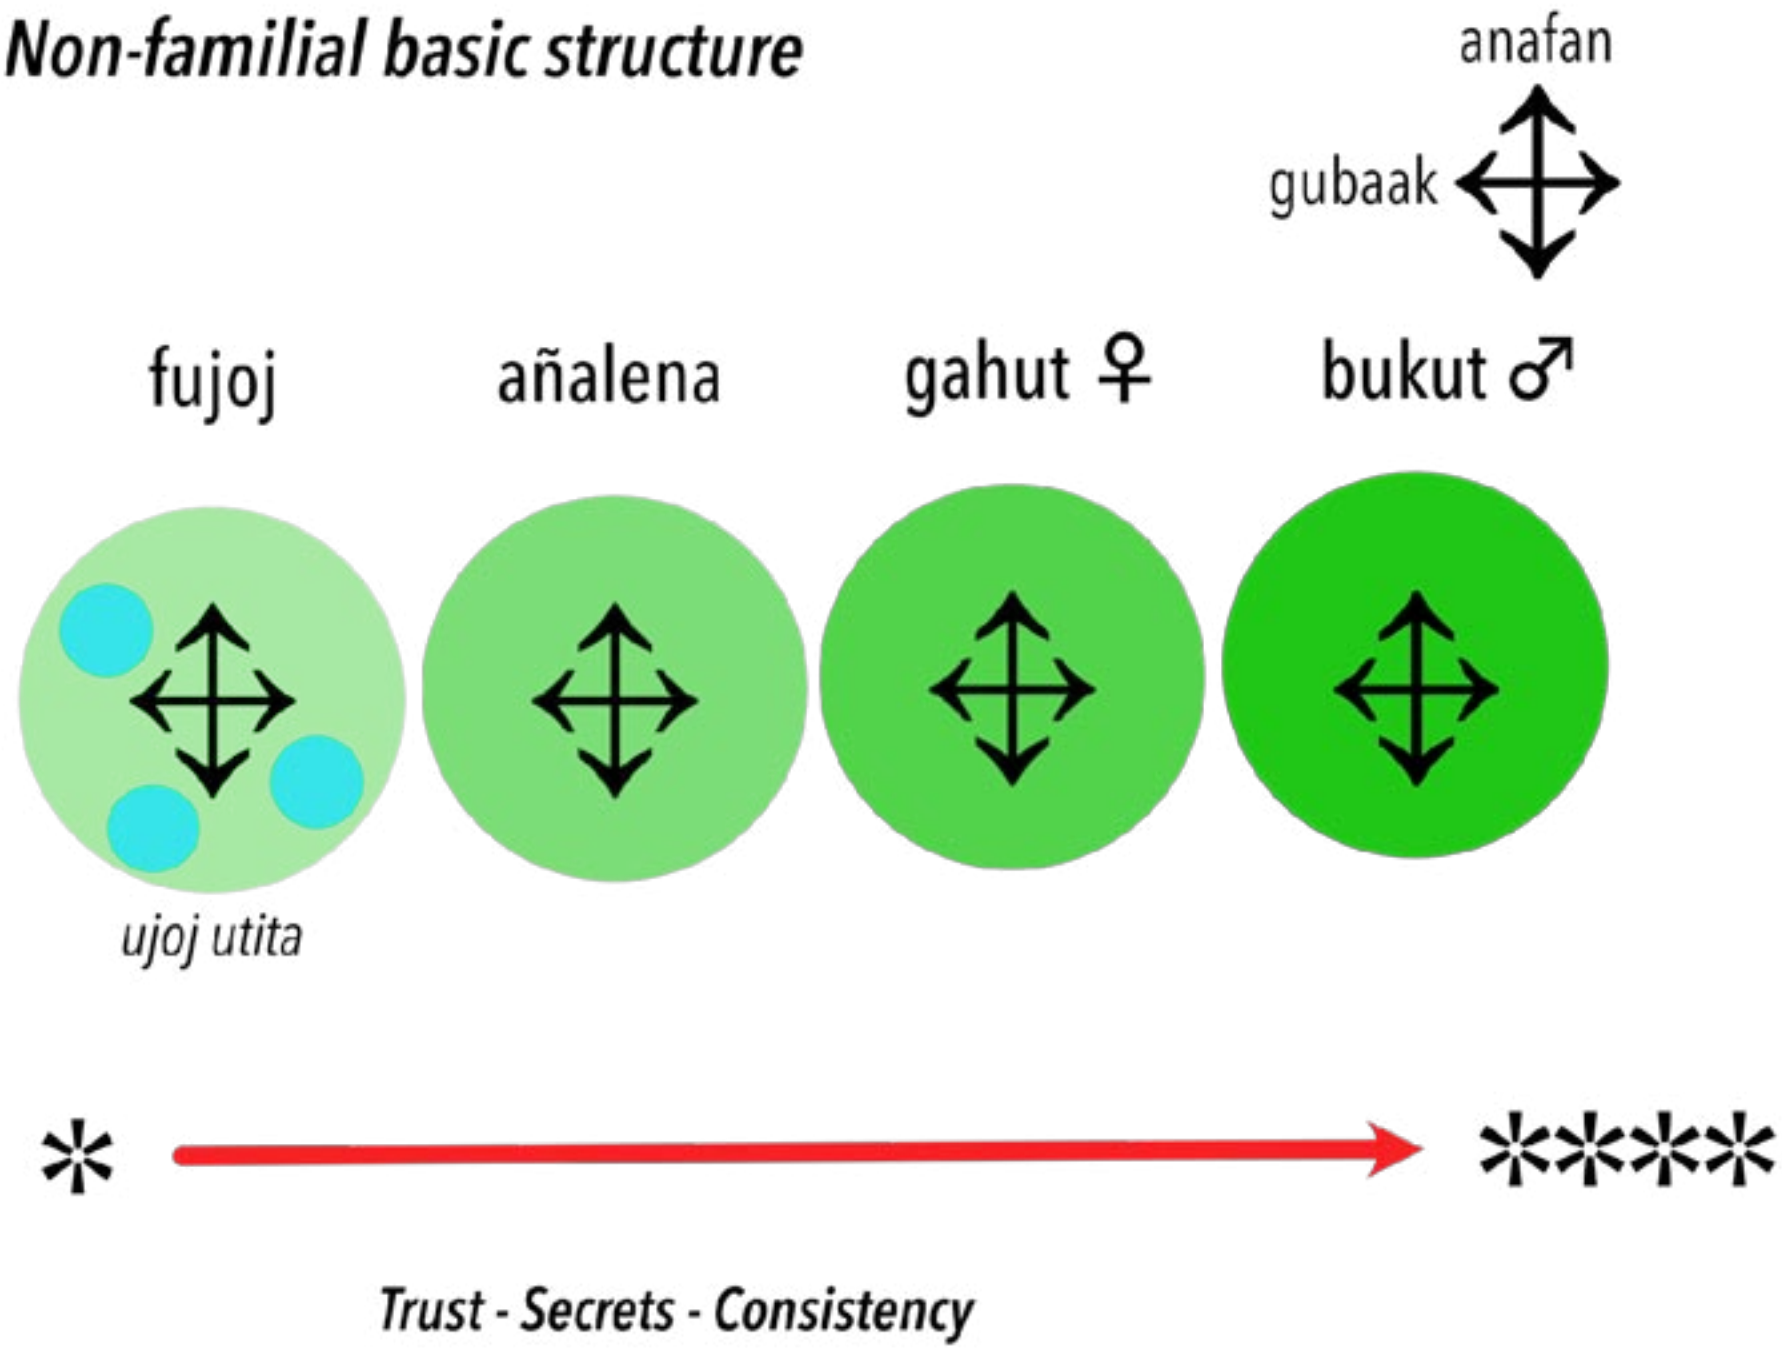 Non-familial basic structure
anafan
gubaak
fujoj
añalena
gahut ♀
bukut ♂
ujoj utita
* ****
Trust - Secrets - Consistency